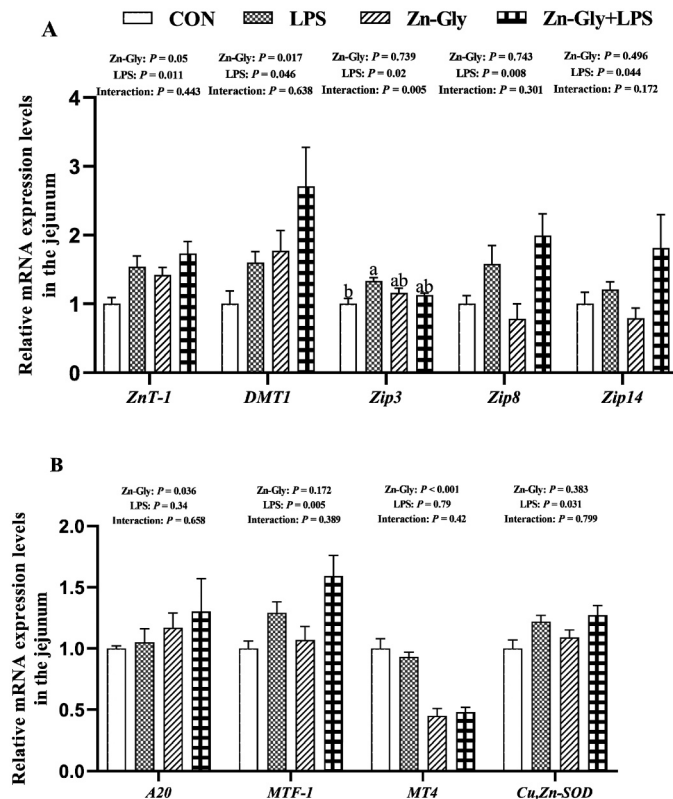 CON LPS Zn-Gly Zn-Gly+LPS
A
Zn-Gly: P = 0.05 Zn-Gly: P = 0.017 Zn-Gly: P = 0.739 Zn-Gly: P = 0.743 Zn-Gly: P = 0.496
LPS: P = 0.011 LPS: P = 0.046 LPS: P = 0.02 LPS: P = 0.008 LPS: P = 0.044
Interaction: P = 0.443 Interaction: P = 0.638 Interaction: P = 0.005 Interaction: P = 0.301 Interaction: P = 0.172
Relative mRNA expression levels
in the jejunum
4
3
2
1
0
b a ab ab
ZnT-1 DMT1 Zip3 Zip8 Zip14
B
Zn-Gly: P = 0.036 Zn-Gly: P = 0.172 Zn-Gly: P < 0.001 Zn-Gly: P = 0.383
LPS: P = 0.34 LPS: P = 0.005 LPS: P = 0.79 LPS: P = 0.031
Interaction: P = 0.658 Interaction: P = 0.389 Interaction: P = 0.42 Interaction: P = 0.799
Relative mRNA expression levels
in the jejunum
2.0
1.5
1.0
0.5
0.0
A20 MTF-1 MT4 Cu,Zn-SOD